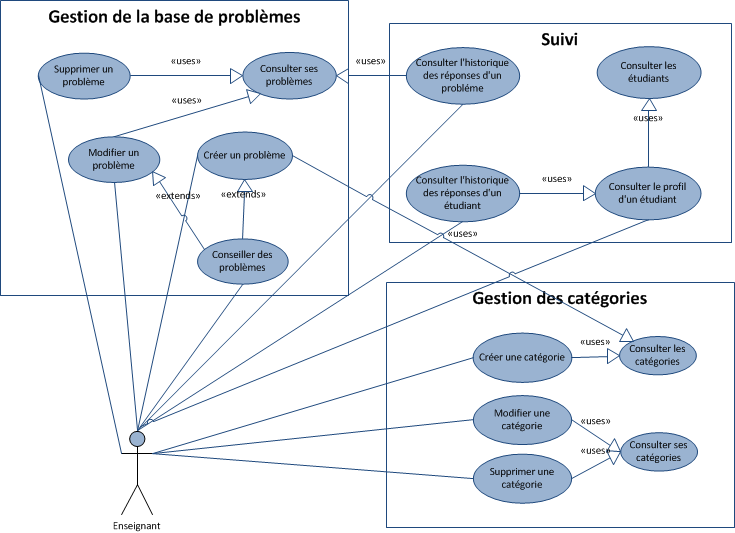 Gestion de la base de problèmes
Supprimer un
problème
«uses»
Consulter ses
problèmes
«uses»
«uses»
Modifier un
problème
Créer un problème
«extends»
«extends»
Conseiller des
problèmes
Suivi
Consulter l'historique
des réponses d'un
probléme
Consulter les
étudiants
«uses»
Consulter l'historique
des réponses d'un
étudiant
«uses»
Consulter le profil
d'un étudiant
«uses»
Gestion des catégories
Créer une catégorie
«uses»
Consulter les
catégories
Modifier une
catégorie
«uses»
Consulter ses
catégories
«uses»
Supprimer une
catégorie
Enseignant